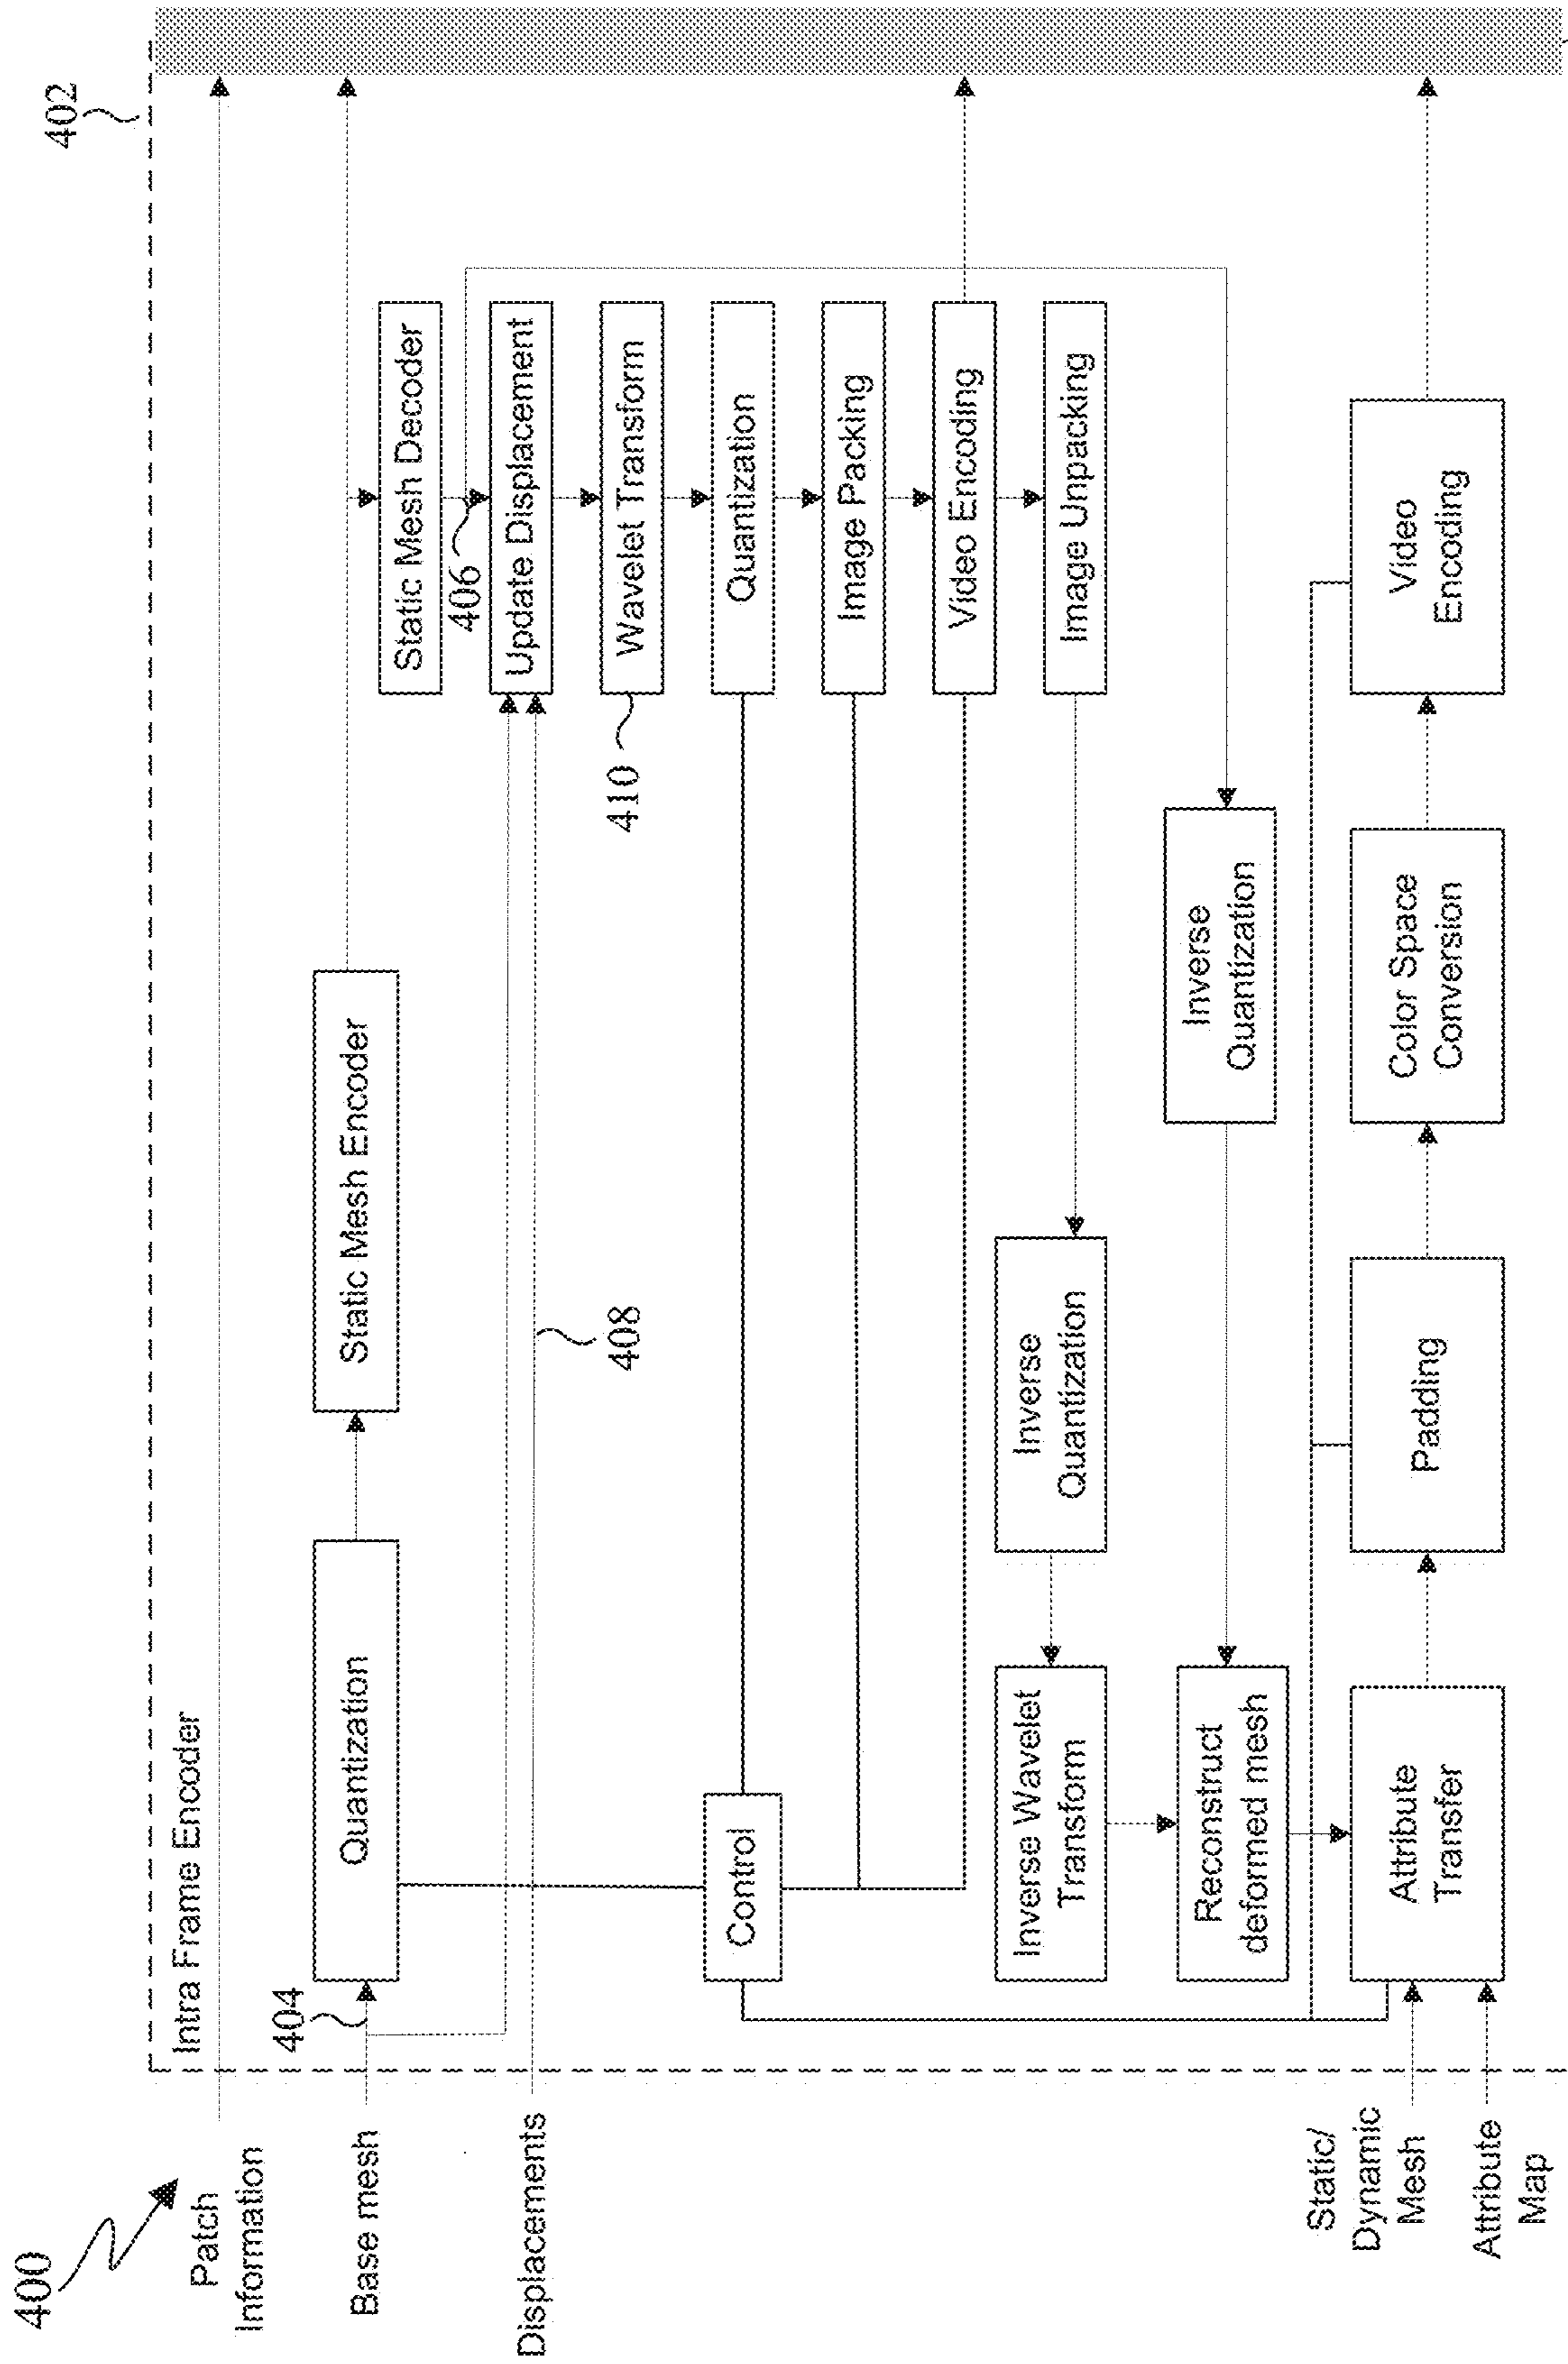 400
402
Intra Frame Encoder
Patch
Information
Base mesh
404
Quantization
Static Mesh Encoder
Static Mesh Decoder
406
Displacements
408
Update Displacement
410
Wavelet Transform
Control
Quantization
Image Packing
Video Encoding
Image Unpacking
Inverse Wavelet
Transform
Inverse
Quantization
Reconstruct
deformed mesh
Inverse
Quantization
Static/
Dynamic
Mesh
Attribute
Map
Attribute
Transfer
Padding
Color Space
Conversion
Video
Encoding